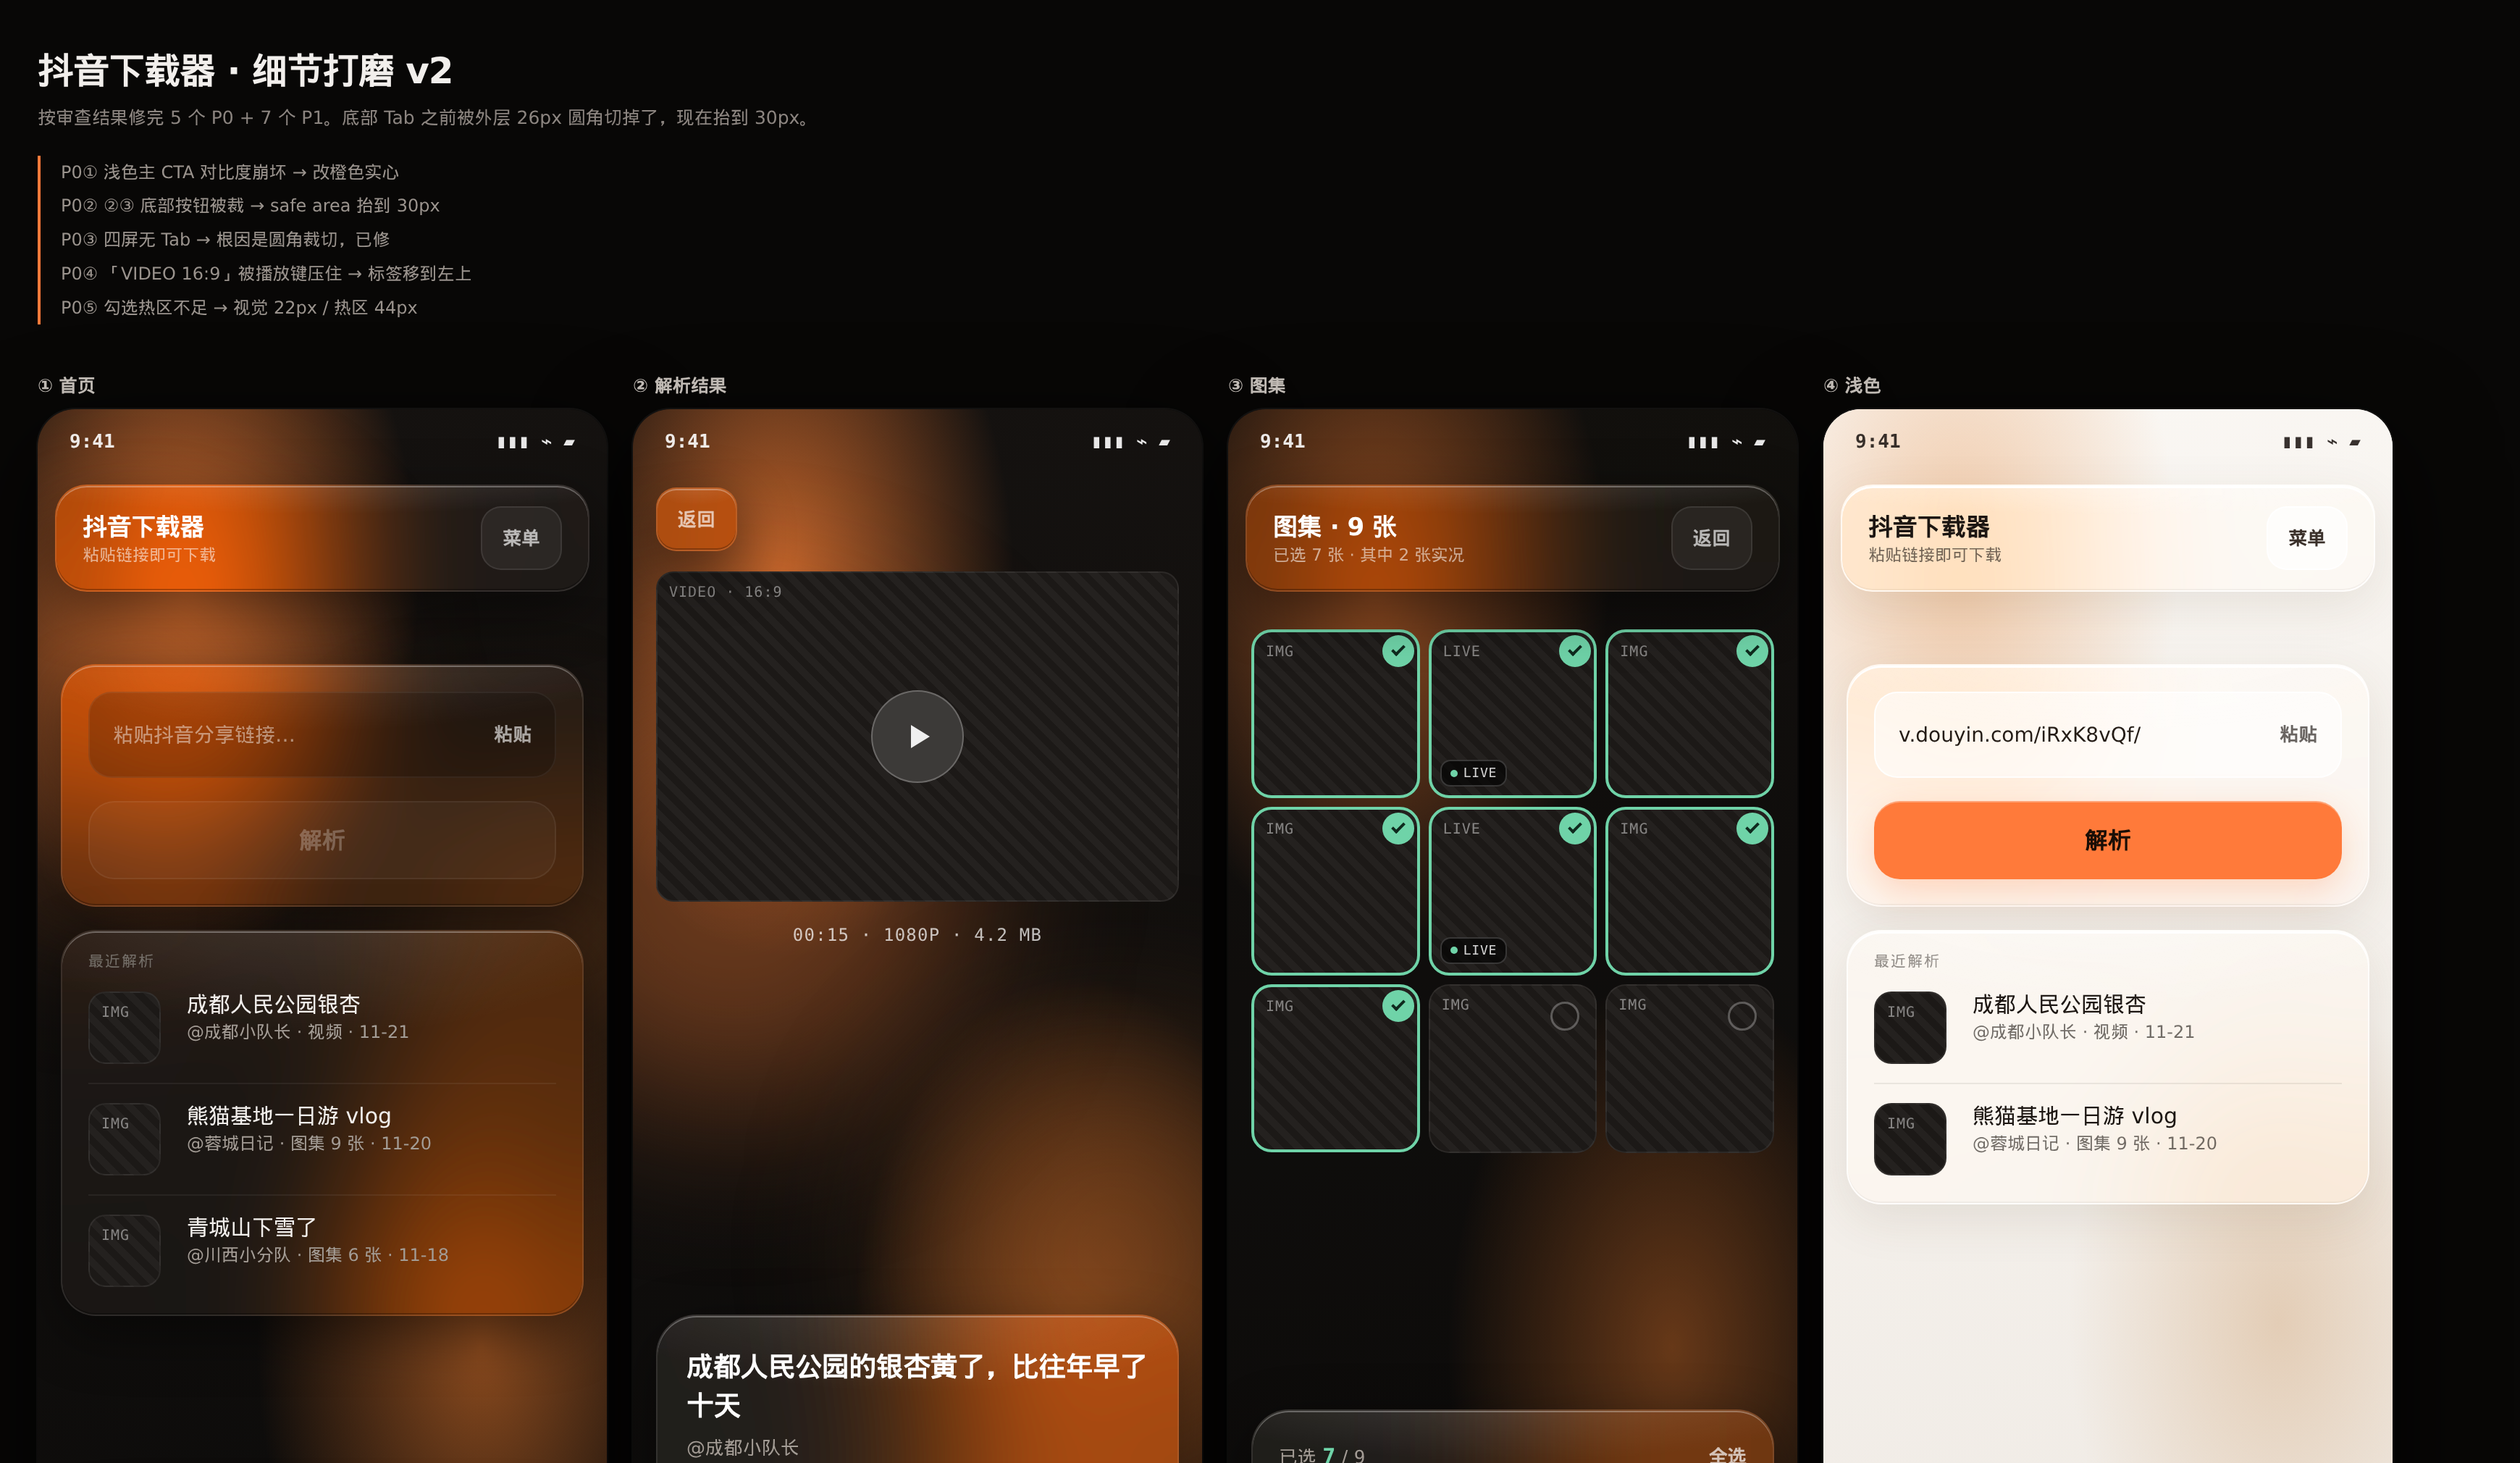 抖音下载器 · 细节打磨 v2
按审查结果修完 5 个 P0 + 7 个 P1。底部 Tab 之前被外层 26px 圆角切掉了，现在抬到 30px。
P0① 浅色主 CTA 对比度崩坏 → 改橙色实心
P0② ②③ 底部按钮被裁 → safe area 抬到 30px
P0③ 四屏无 Tab → 根因是圆角裁切，已修
P0④ 「VIDEO 16:9」被播放键压住 → 标签移到左上
P0⑤ 勾选热区不足 → 视觉 22px / 热区 44px
① 首页
9:41
抖音下载器
粘贴链接即可下载
菜单
粘贴抖音分享链接...
粘贴
解析
最近解析
IMG
成都人民公园银杏
@成都小队长 · 视频 · 11-21
IMG
熊猫基地一日游 vlog
@蓉城日记 · 图集 9 张 · 11-20
IMG
青城山下雪了
@川西小分队 · 图集 6 张 · 11-18
② 解析结果
9:41
返回
VIDEO · 16:9
00:15 · 1080P · 4.2 MB
成都人民公园的银杏黄了，比往年早了
十天
@成都小队长
③ 图集
9:41
图集 · 9 张
已选 7 张 · 其中 2 张实况
返回
IMG
LIVE
LIVE
IMG
IMG
LIVE
LIVE
IMG
IMG
IMG
IMG
已选 7 / 9
全选
④ 浅色
9:41
抖音下载器
粘贴链接即可下载
菜单
v.douyin.com/iRxK8vQf/
粘贴
解析
最近解析
IMG
成都人民公园银杏
@成都小队长 · 视频 · 11-21
IMG
熊猫基地一日游 vlog
@蓉城日记 · 图集 9 张 · 11-20